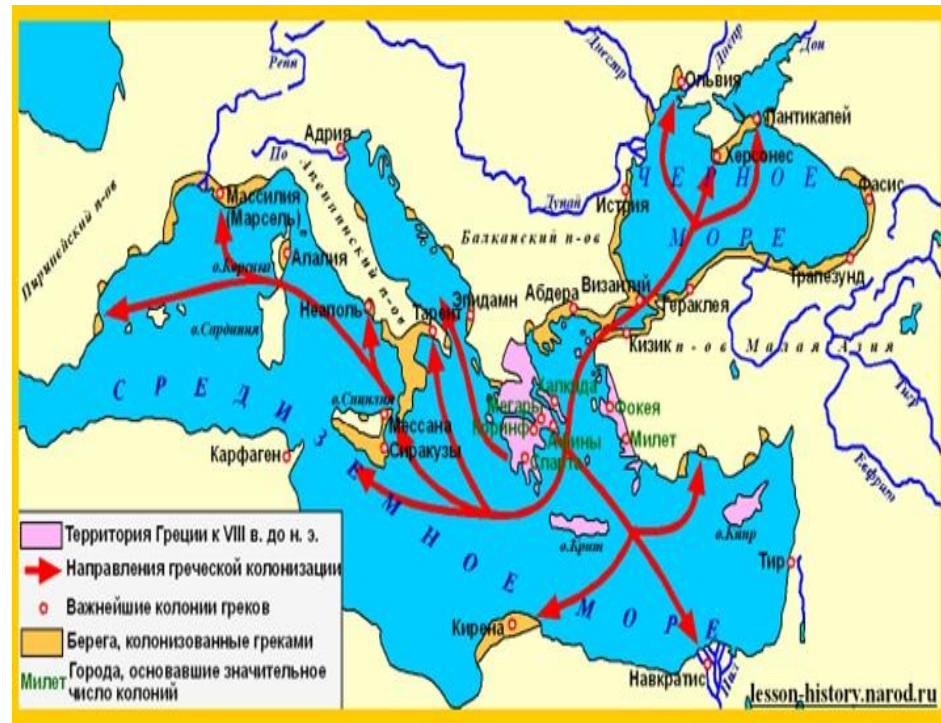 Днестр
Днепр
Дон
Репн
Ольвия
Пантикапей
Адрия
По
Херсонес
Массилия
(Марсель)
Апеннинский п-ов
Пиренейский п-ов
Дунай
Истрия
ЧЕРНОЕ
МОРЕ
Фасис
Балканский п-ов
Алалия
о.Корсика
Трапезунд
Византий
Гераклея
Абдера
Эпидамн
Неаполь
Тарент
о.Сардиния
Кизик
п-ов Малая Азия
Халкида
Мегары
Фокея
Коринф
Афины
Милет
Спарта
о.Сицилия
Мессана
Сиракузы
Карфаген
Тигр
Евфрат
СРЕДИЗЕМНОЕ МОРЕ
о.Крит
о.Кипр
Тир
Кирена
Навкратис
Нил
Территория Греции к VIII в. до н. э.
Направления греческой колонизации
Важнейшие колонии греков
Берега, колонизованные греками
Милет
Города, основавшие значительное
число колоний
lesson-history.narod.ru